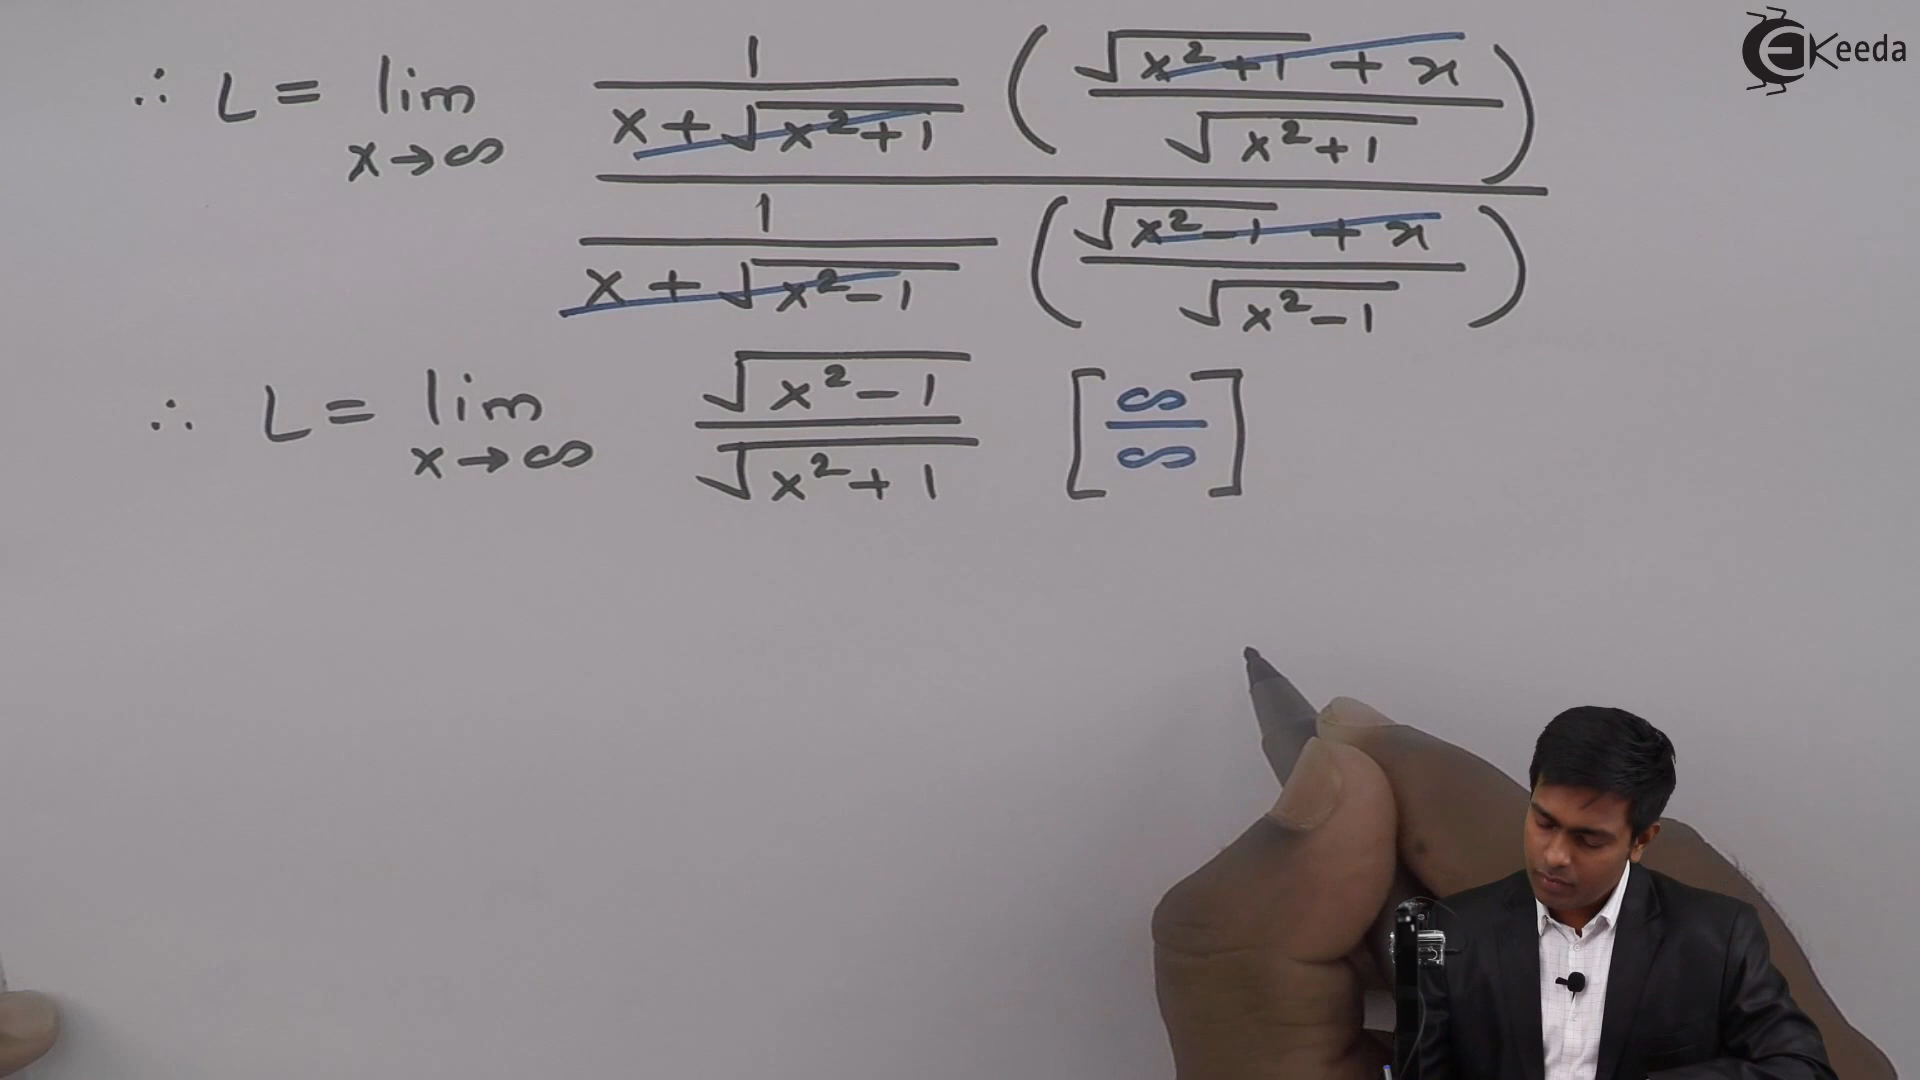 Keeda
∴ L = lim x→∞ 1/(x + √(x²+1)) ((√(x²+1) + x)/√(x²+1))
1/(x + √(x²−1)) ((√(x²−1) + x)/√(x²−1))
∴ L = lim x→∞ √(x²−1)/√(x²+1) [∞/∞]